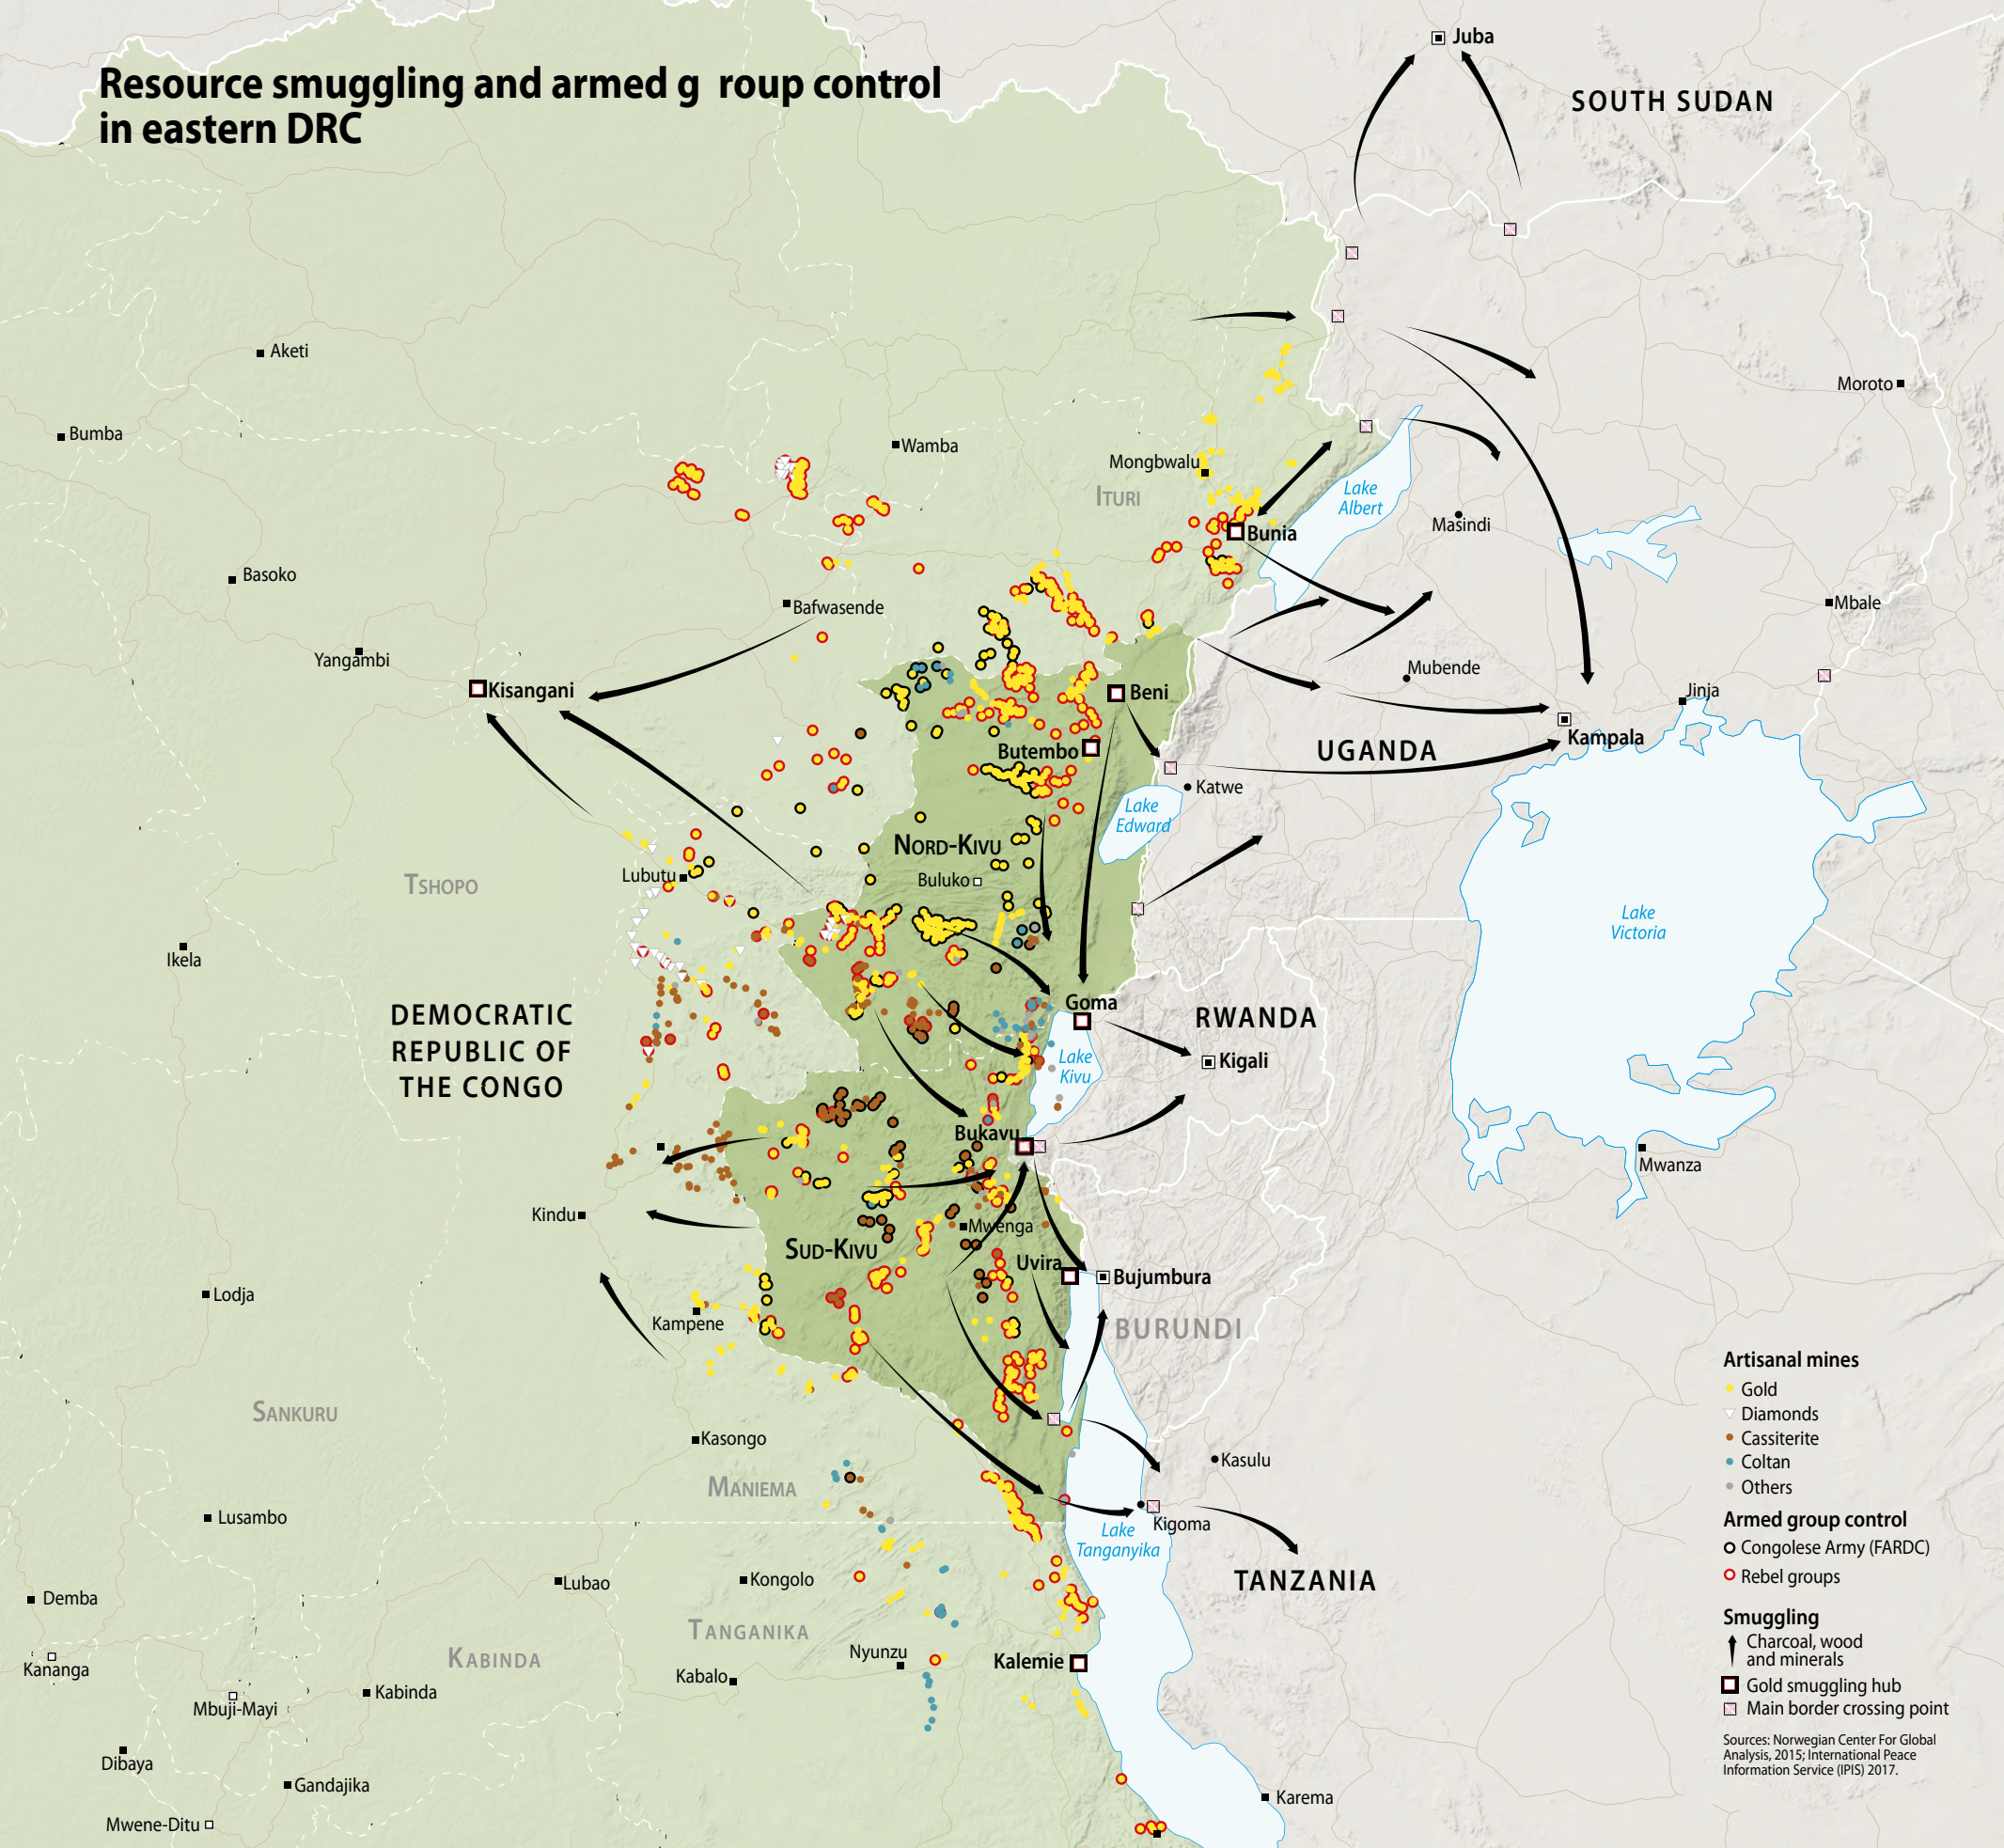 Resource smuggling and armed g roup control
in eastern DRC
Juba
SOUTH SUDAN
Aketi
Moroto
Bumba
Wamba
Mongbwalu
ITURI
Lake
Albert
Masindi
Bunia
Basoko
Bafwasende
Mbale
Yangambi
Mubende
Kisangani
Beni
Jinja
Kampala
Butembo
UGANDA
Katwe
Lake
Edward
NORD-KIVU
Buluko
Lubutu
TSHOPO
Lake
Victoria
Ikela
DEMOCRATIC
REPUBLIC OF
THE CONGO
Goma
RWANDA
Kigali
Lake
Kivu
Bukavu
Mwanza
Kindu
Mwenga
SUD-KIVU
Uvira
Bujumbura
Lodja
Kampene
BURUNDI
SANKURU
Kasongo
Kasulu
MANIEMA
Lusambo
Kigoma
Lake
Tanganyika
Lubao
Kongolo
TANZANIA
Demba
TANGANIKA
KABINDA
Nyunzu
Kananga
Kabalo
Kalemie
Kabinda
Mbuji-Mayi
Dibaya
Gandajika
Karema
Mwene-Ditu
Artisanal mines
Gold
Diamonds
Cassiterite
Coltan
Others
Armed group control
Congolese Army (FARDC)
Rebel groups
Smuggling
Charcoal, wood
and minerals
Gold smuggling hub
Main border crossing point
Sources: Norwegian Center For Global
Analysis, 2015; International Peace
Information Service (IPIS) 2017.